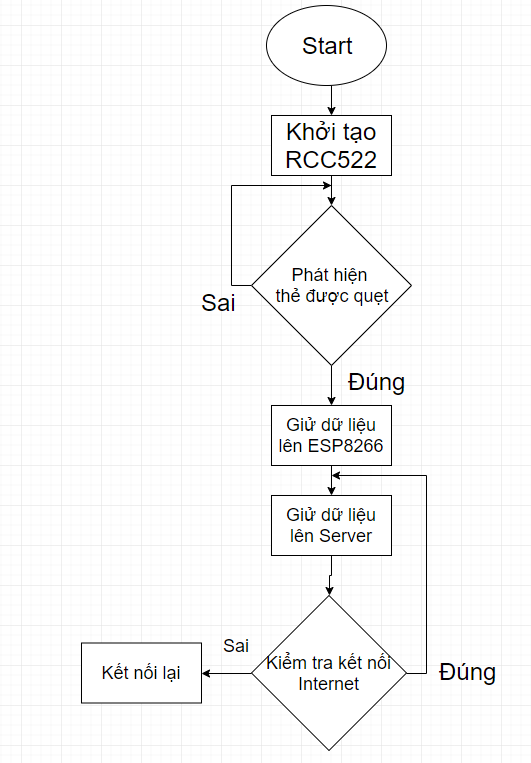 Start
Khởi tạo
RCC522
Phát hiện
thẻ được quẹt
Sai
Đúng
Giử dữ liệu
lên ESP8266
Giử dữ liệu
lên Server
Sai
Kiểm tra kết nối
Internet
Kết nối lại
Đúng